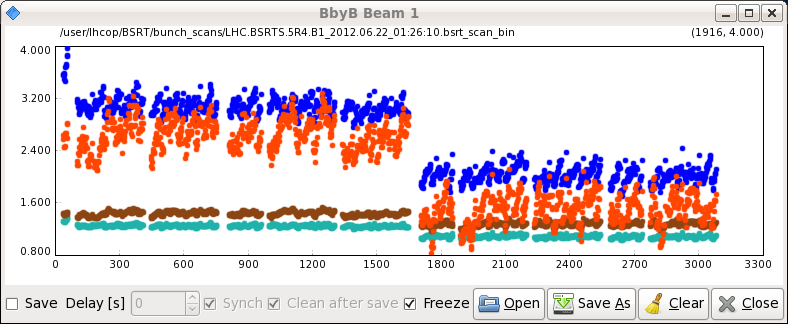 BbyB Beam 1
/user/lhcop/BSRT/bunch_scans/LHC.BSRTS.5R4.B1_2012.06.22_01:26:10.bsrt_scan_bin (1916, 4.000)
4.000
3.200
2.400
1.600
0.800
0 300 600 900 1200 1500 1800 2100 2400 2700 3000 3300
Save Delay [s] 0 Synch Clean after save Freeze Open Save As Clear Close